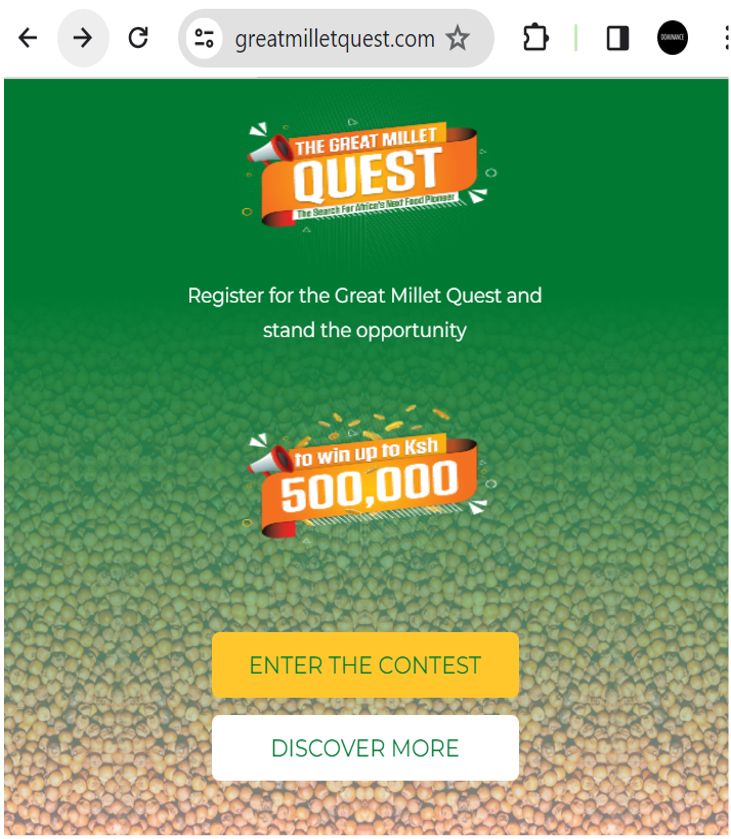 greatmilletquest.com
DOMINANCE
THE GREAT MILLET
QUEST
The Search For Africa's Next Food Pioneer
Register for the Great Millet Quest and
stand the opportunity
to win up to Ksh
500,000
ENTER THE CONTEST
DISCOVER MORE